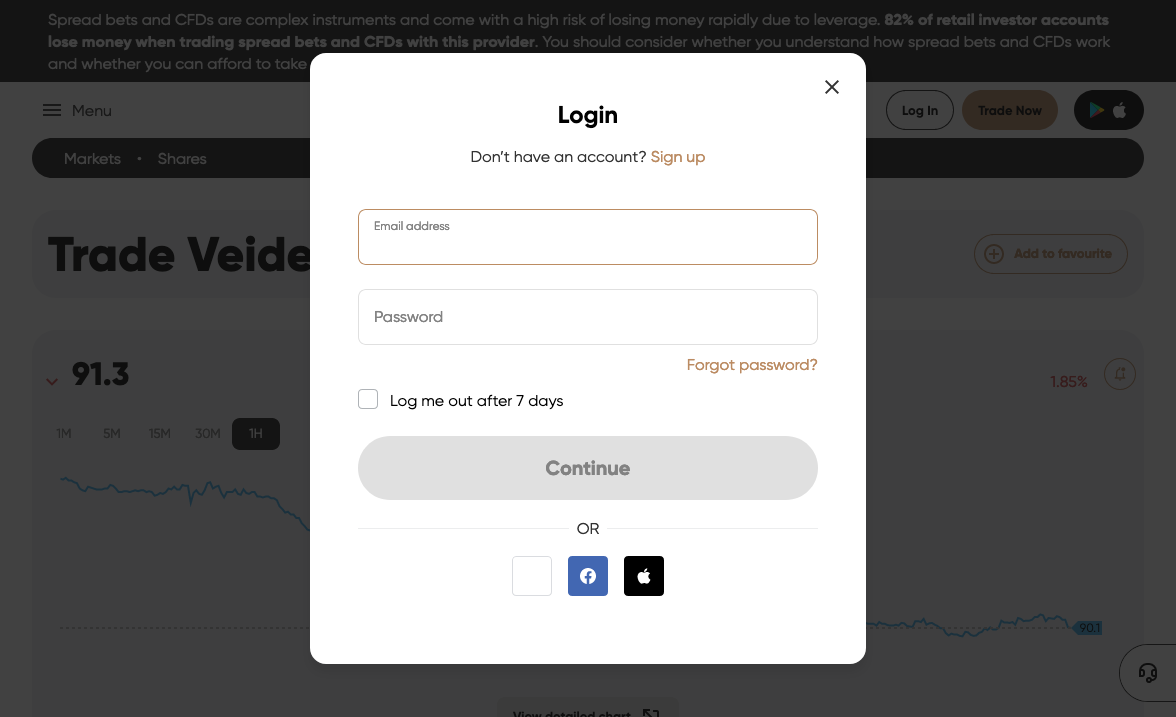 Spread bets and CFDs are complex instruments and come with a high risk of losing money rapidly due to leverage. 82% of retail investor accounts
lose money when trading spread bets and CFDs with this provider. You should consider whether you understand how spread bets and CFDs work
and whether you can afford to take
Menu
Log In
Trade Now
Markets • Shares
Trade Veide
Add to favourite
91.3
1.85%
1M
5M
15M
30M
1H
90.1
View detailed chart
Login
Don't have an account? Sign up
Email address
Password
Forgot password?
Log me out after 7 days
Continue
OR